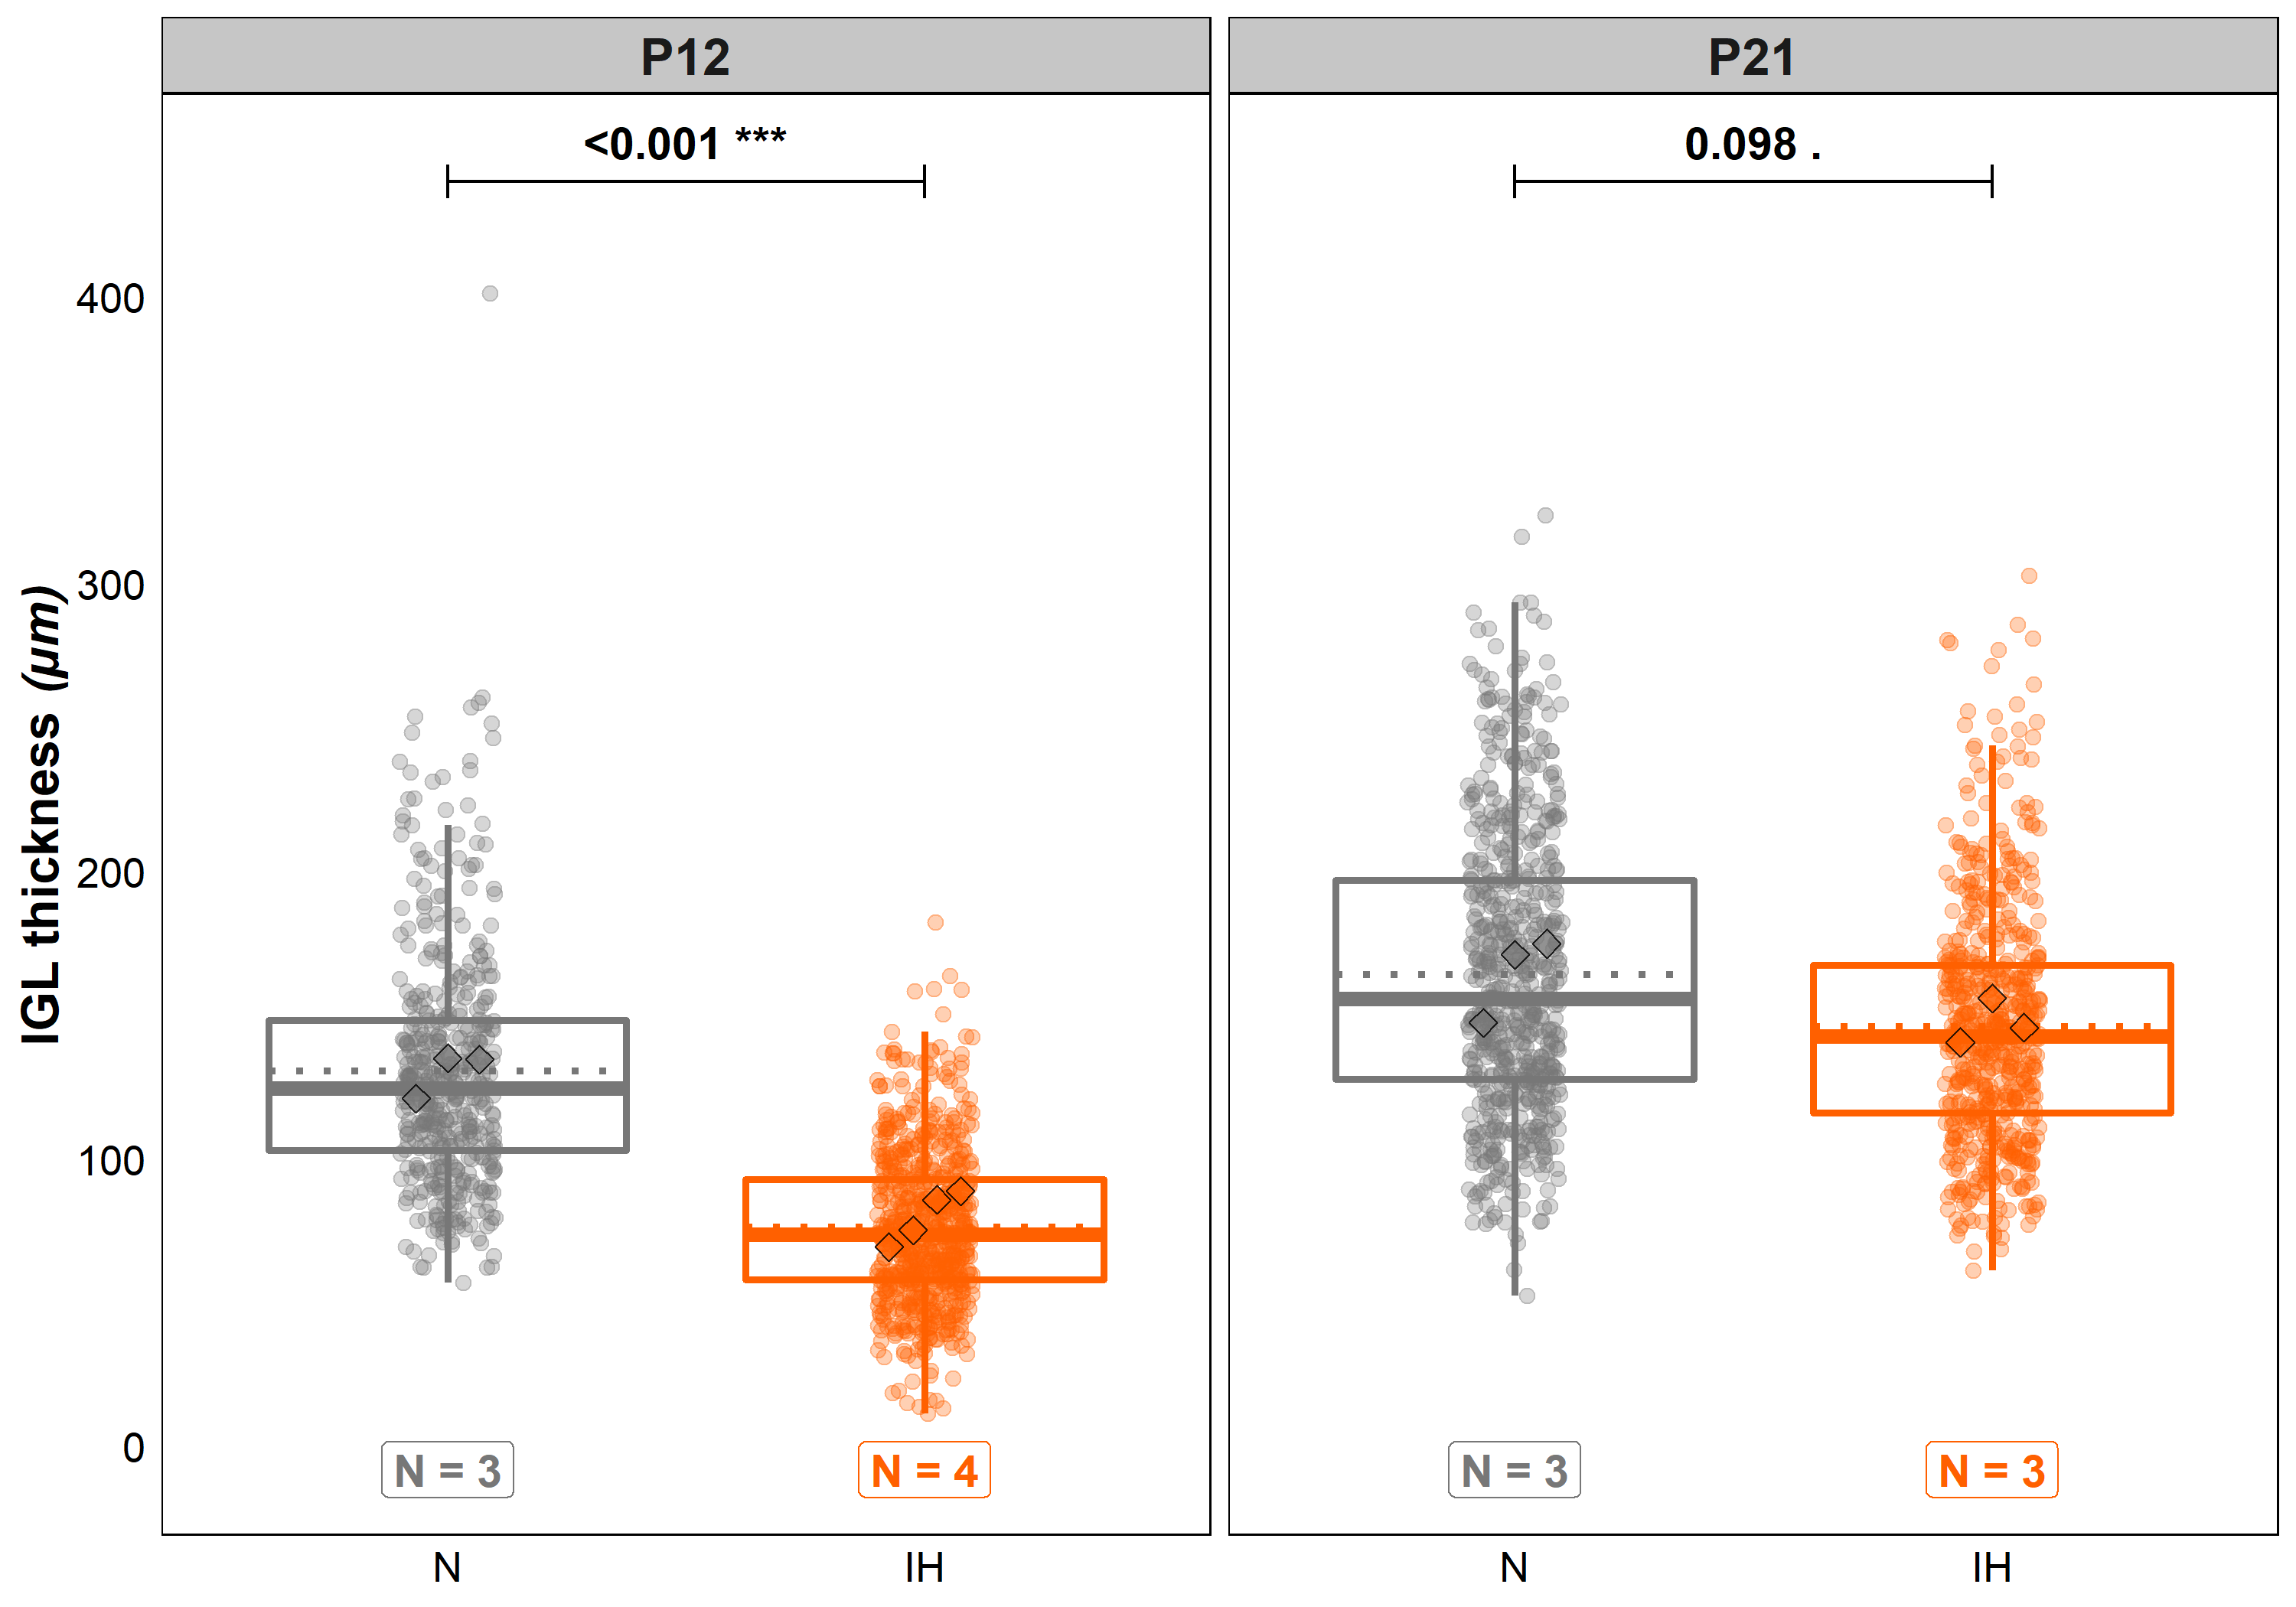 P12
P21
<0.001 ***
0.098 .
IGL thickness (µm)
400
300
200
100
0
N = 3
N = 4
N = 3
N = 3
N
IH
N
IH